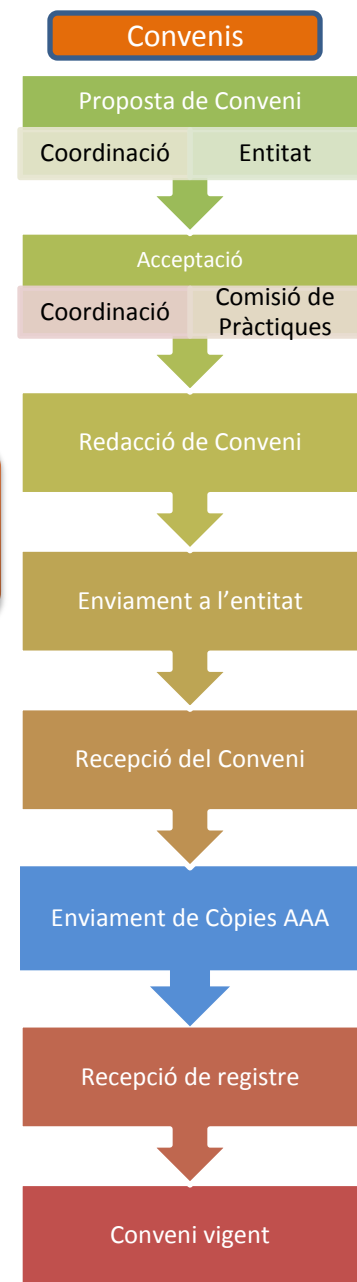 Convenis
Proposta de Conveni
Coordinació Entitat
Acceptació
Coordinació Comisió de
Pràctiques
Redacció de Conveni
Enviament a l’entitat
Recepció del Conveni
Enviament de Còpies AAA
Recepció de registre
Conveni vigent